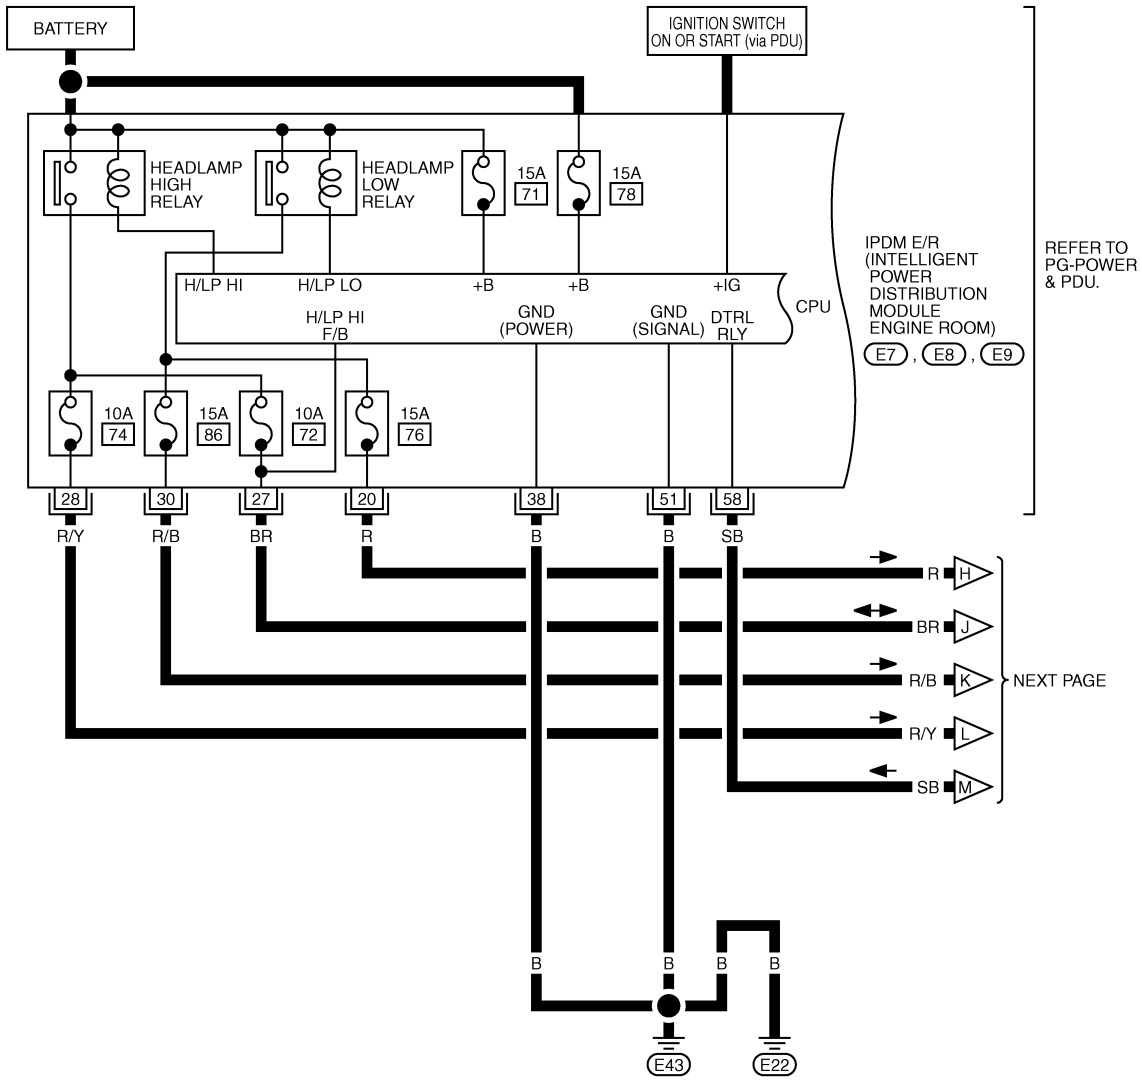 BATTERY
IGNITION SWITCH
ON OR START (via PDU)
HEADLAMP
HIGH
RELAY
HEADLAMP
LOW
RELAY
15A
71
15A
78
IPDM E/R
(INTELLIGENT
POWER
DISTRIBUTION
MODULE
ENGINE ROOM)
E7 , E8 , E9
REFER TO
PG-POWER
& PDU.
H/LP HI
H/LP LO
+B
+B
+IG
CPU
H/LP HI
F/B
GND
(POWER)
GND
(SIGNAL)
DTRL
RLY
10A
74
15A
86
10A
72
15A
76
28
30
27
20
38
51
58
R/Y
R/B
BR
R
B
B
SB
R
H
BR
J
R/B
K
R/Y
L
SB
M
NEXT PAGE
B
B
B
B
E43
E22